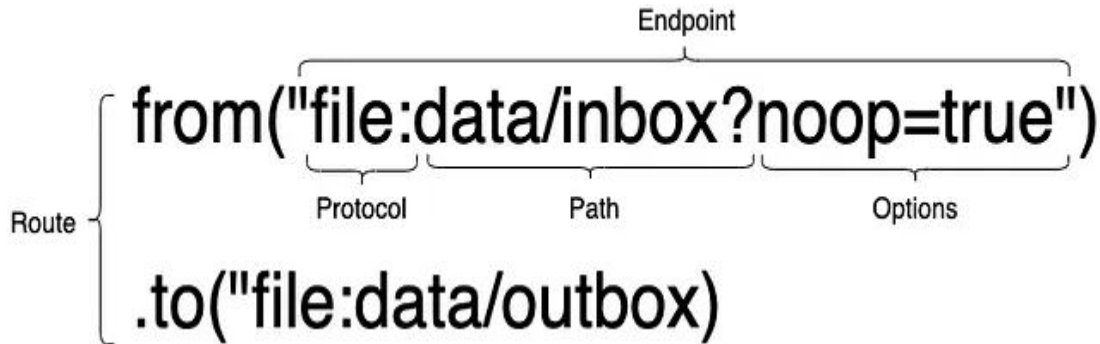 Endpoint
from("file:data/inbox?noop=true")
Protocol Path Options
Route
.to("file:data/outbox)